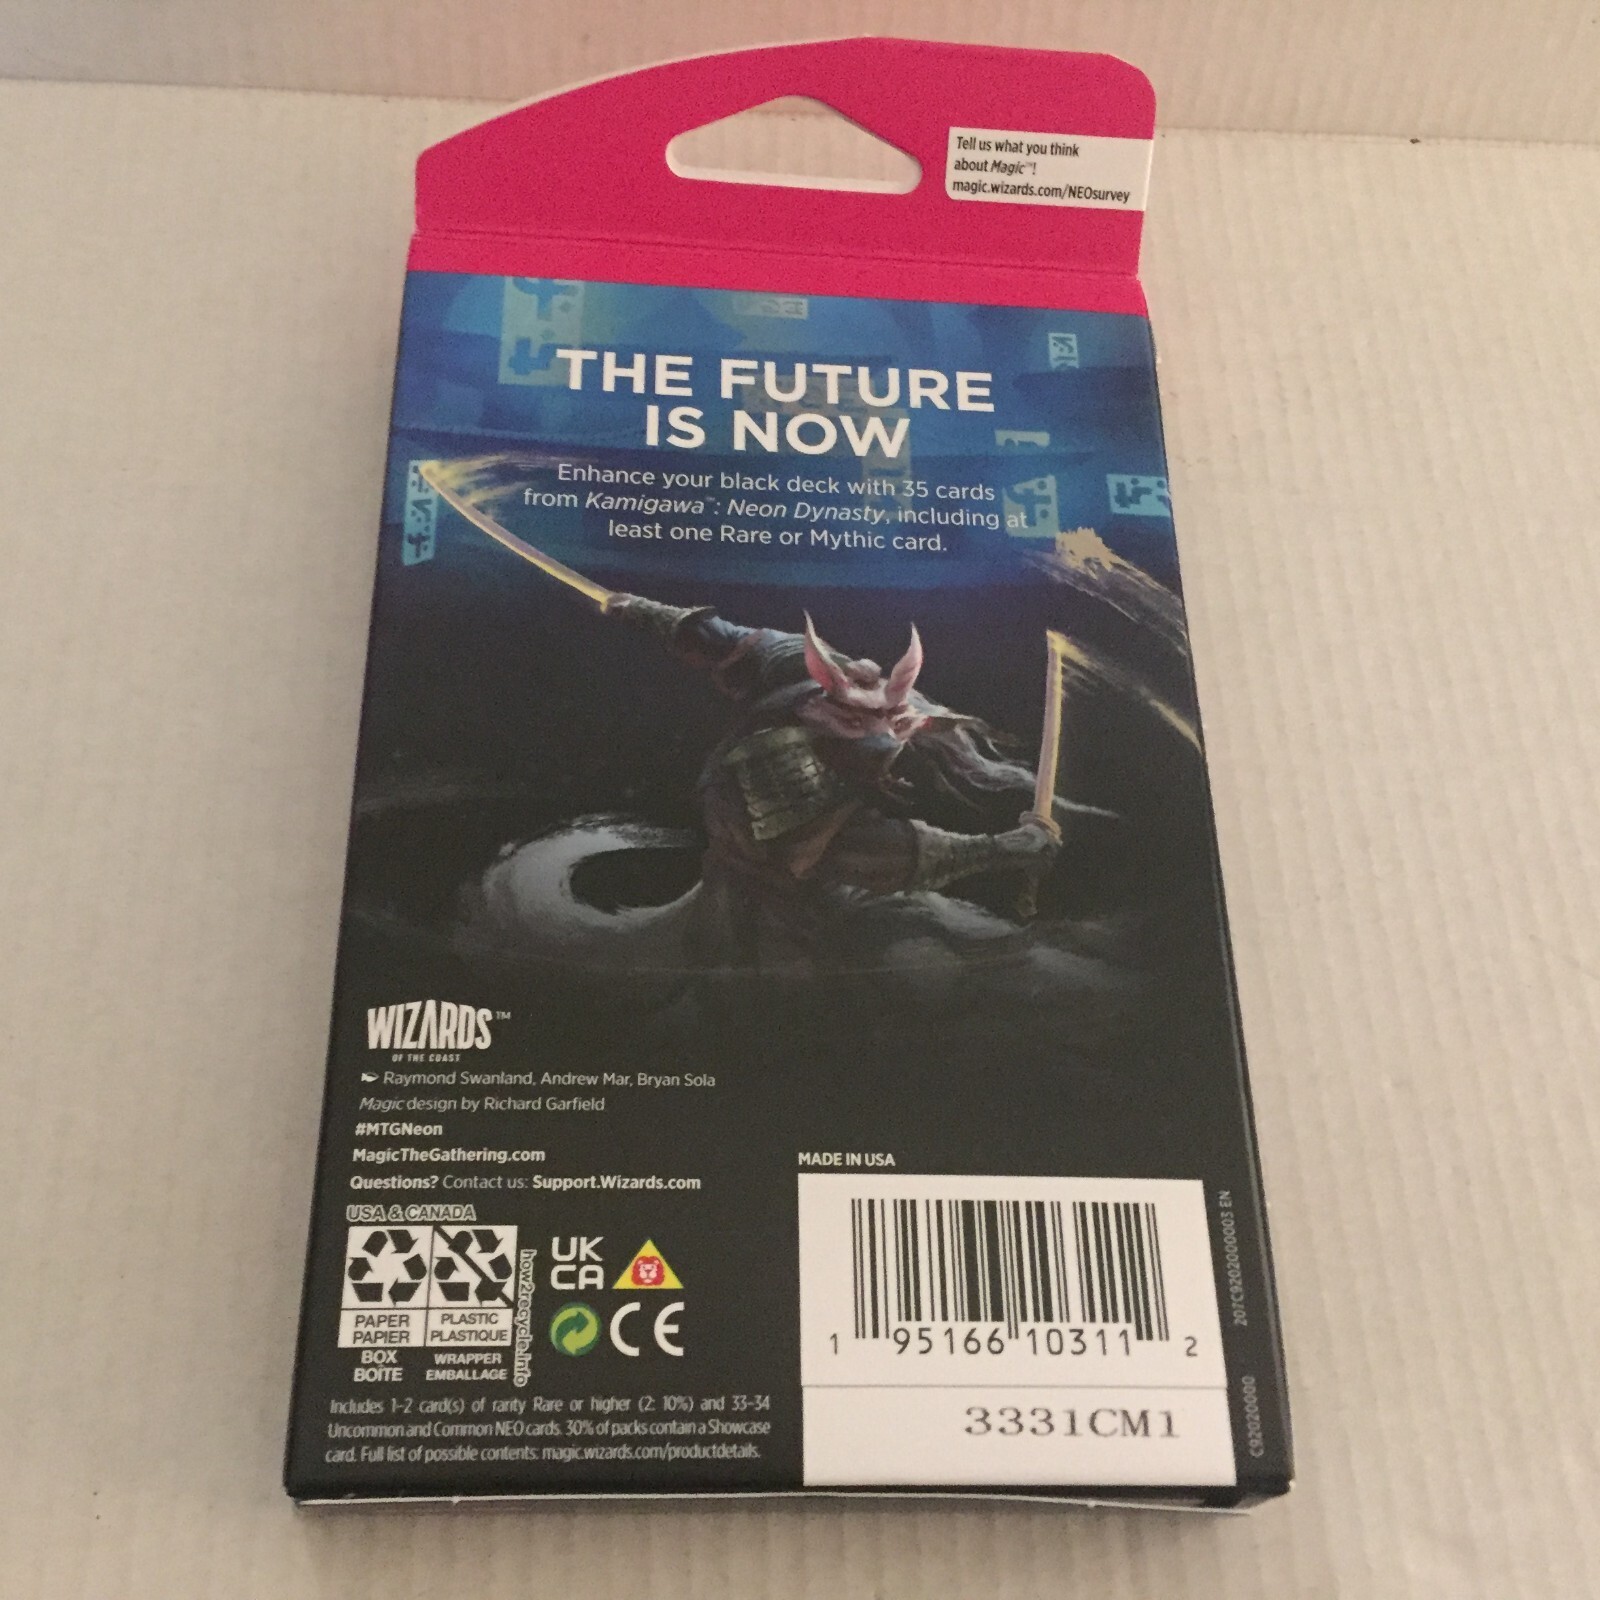 Tell us what you think
about Magic™!
magic.wizards.com/NEOsurvey
THE FUTURE
IS NOW
Enhance your black deck with 35 cards
from Kamigawa™: Neon Dynasty, including at
least one Rare or Mythic card.
WIZARDS™
OF THE COAST
Raymond Swanland, Andrew Mar, Bryan Sola
Magic design by Richard Garfield
#MTGNeon
MagicTheGathering.com
Questions? Contact us: Support.Wizards.com
USA & CANADA
PAPER
PAPIER
BOX
BOÎTE
PLASTIC
PLASTIQUE
WRAPPER
EMBALLAGE
how2recycle.info
UK
CA
CE
Includes 1-2 card(s) of rarity Rare or higher (2: 10%) and 33-34
Uncommon and Common NEO cards. 30% of packs contain a Showcase
card. Full list of possible contents: magic.wizards.com/productdetails.
MADE IN USA
1 95166 10311 2
3331CM1
C92020000 207C9202000003 EN